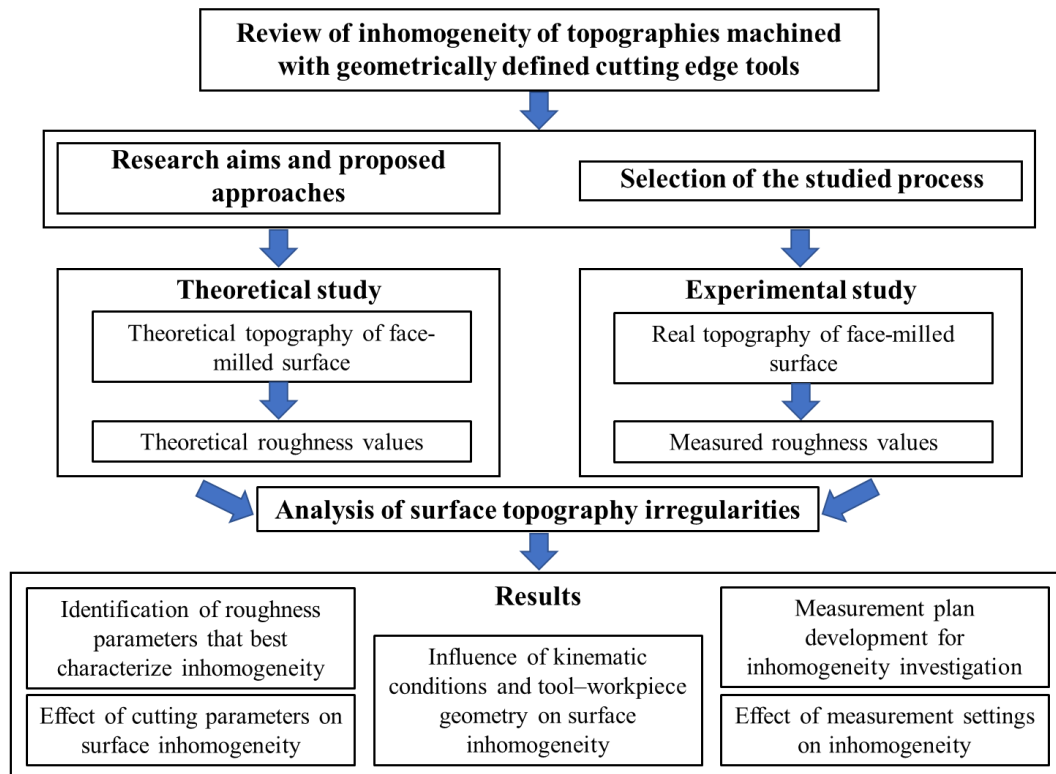 Review of inhomogeneity of topographies machined
with geometrically defined cutting edge tools
Research aims and proposed
approaches
Selection of the studied process
Theoretical study
Theoretical topography of face-
milled surface
Theoretical roughness values
Experimental study
Real topography of face-milled
surface
Measured roughness values
Analysis of surface topography irregularities
Results
Identification of roughness
parameters that best
characterize inhomogeneity
Effect of cutting parameters on
surface inhomogeneity
Influence of kinematic
conditions and tool–workpiece
geometry on surface
inhomogeneity
Measurement plan
development for
inhomogeneity investigation
Effect of measurement settings
on inhomogeneity